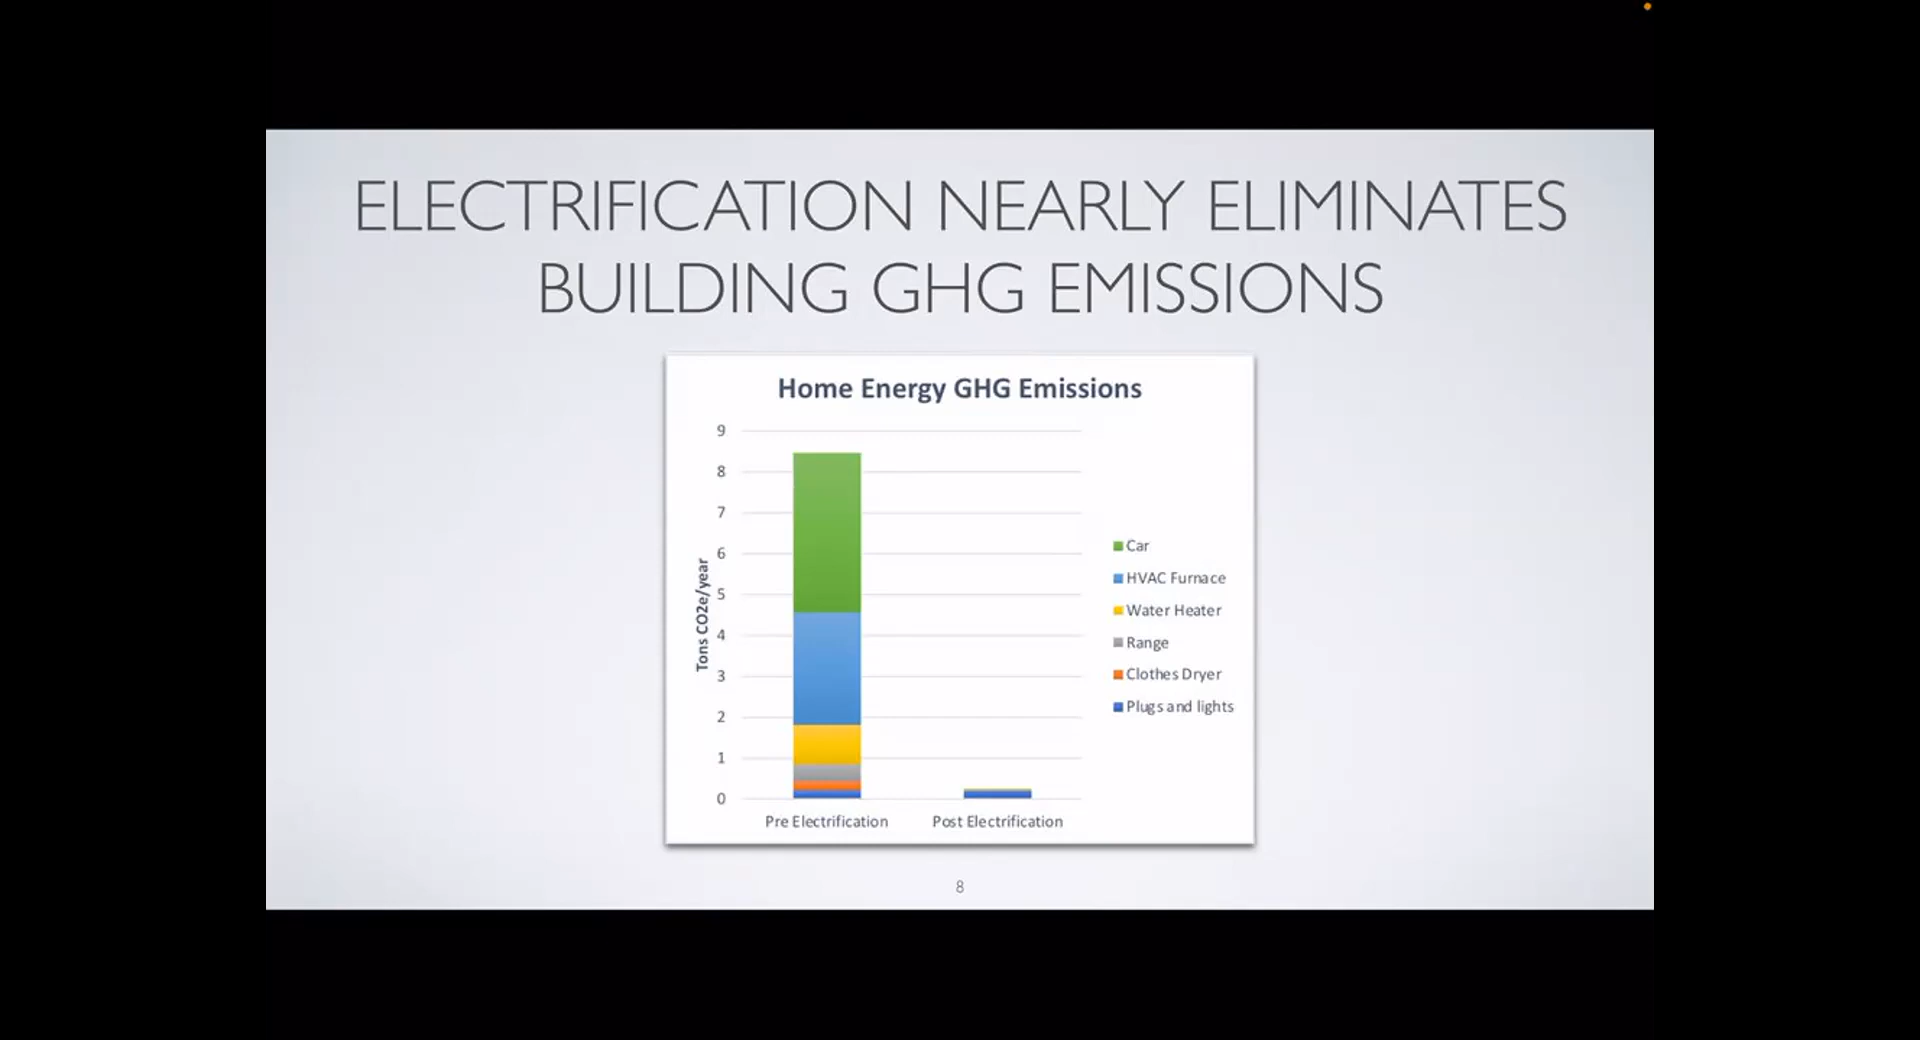 ELECTRIFICATION NEARLY ELIMINATES
BUILDING GHG EMISSIONS
Home Energy GHG Emissions
9
8
7
6
5
4
3
2
1
0
Tons CO2e/year
Pre Electrification
Post Electrification
Car
HVAC Furnace
Water Heater
Range
Clothes Dryer
Plugs and lights
8